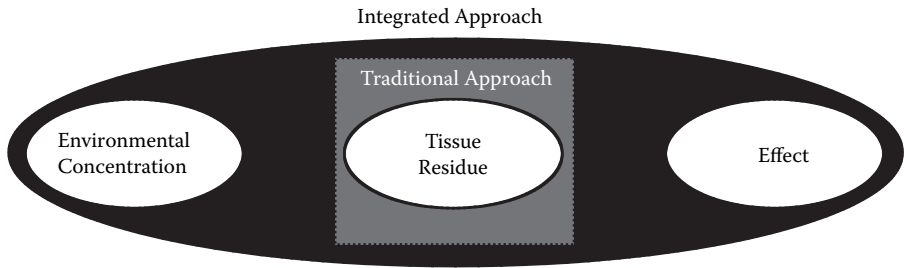 Integrated Approach
Traditional Approach
Environmental
Concentration
Tissue
Residue
Effect